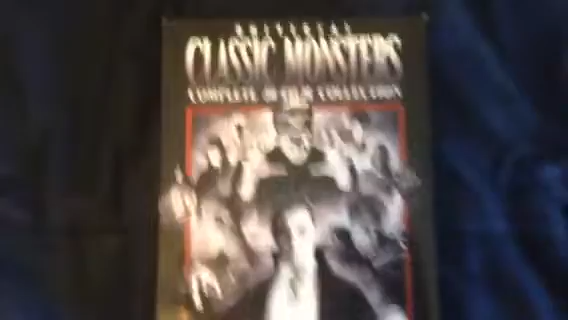 UNIVERSAL
CLASSIC MONSTERS
COMPLETE 30-FILM COLLECTION